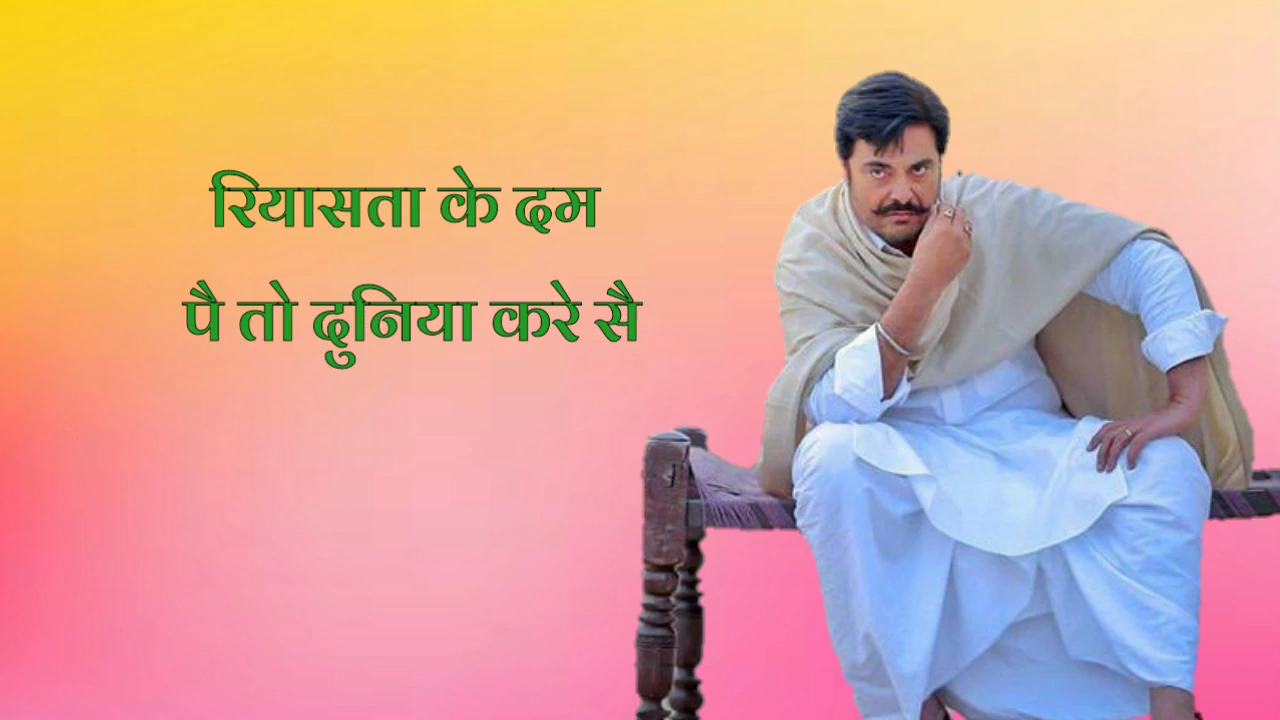 रियासता के दम
पै तो दुनिया करे सै